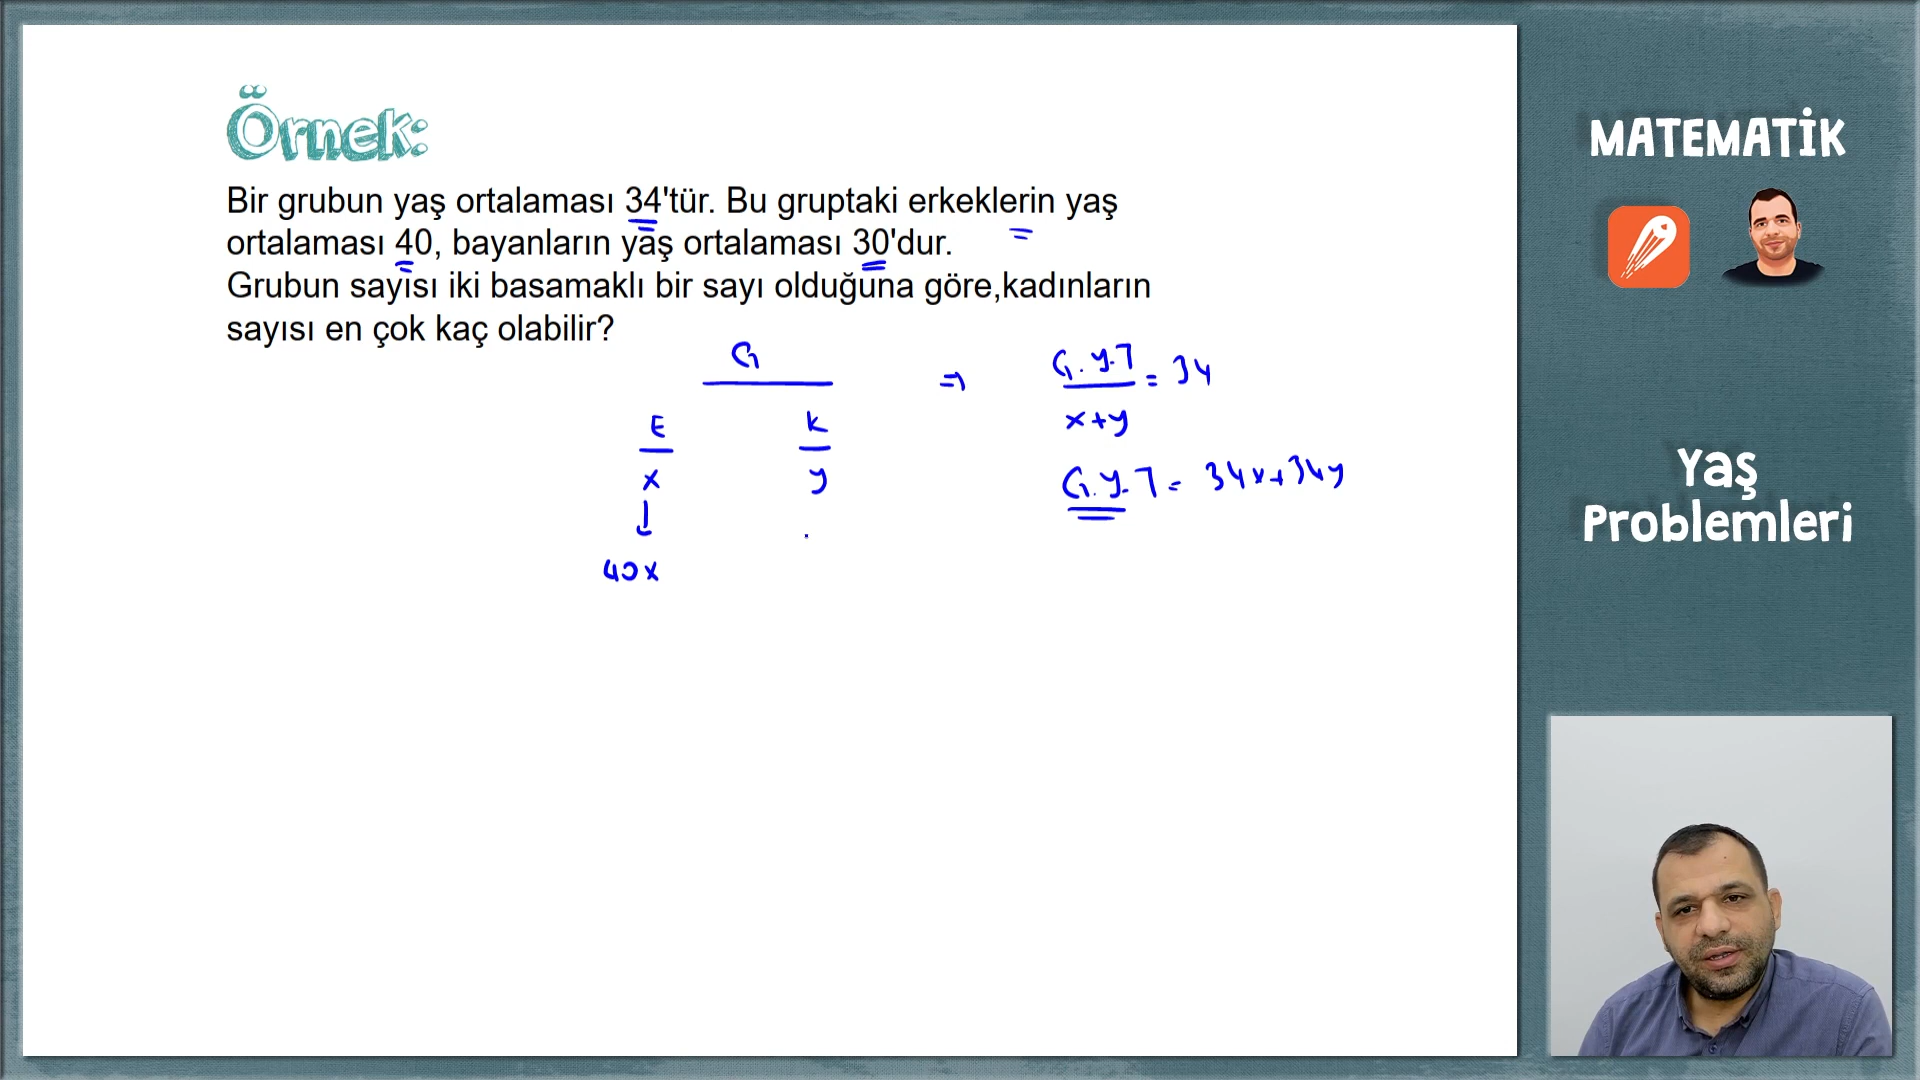 Örnek:
Bir grubun yaş ortalaması 34'tür. Bu gruptaki erkeklerin yaş
ortalaması 40, bayanların yaş ortalaması 30'dur.
Grubun sayısı iki basamaklı bir sayı olduğuna göre,kadınların
sayısı en çok kaç olabilir?
G
E K
x y
40x
⇒ G.Y.T / x+y = 34
G.Y.T = 34x+34y
MATEMATİK
Yaş
Problemleri